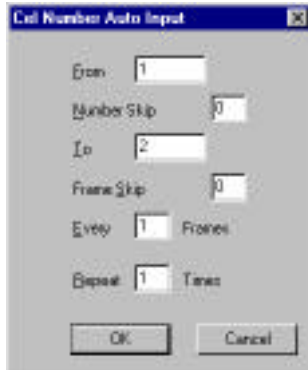 Cel Number Auto Input
From 1
Number Skip 0
To 2
Frame Skip 0
Every 1 Frames
Repeat 1 Times
OK Cancel